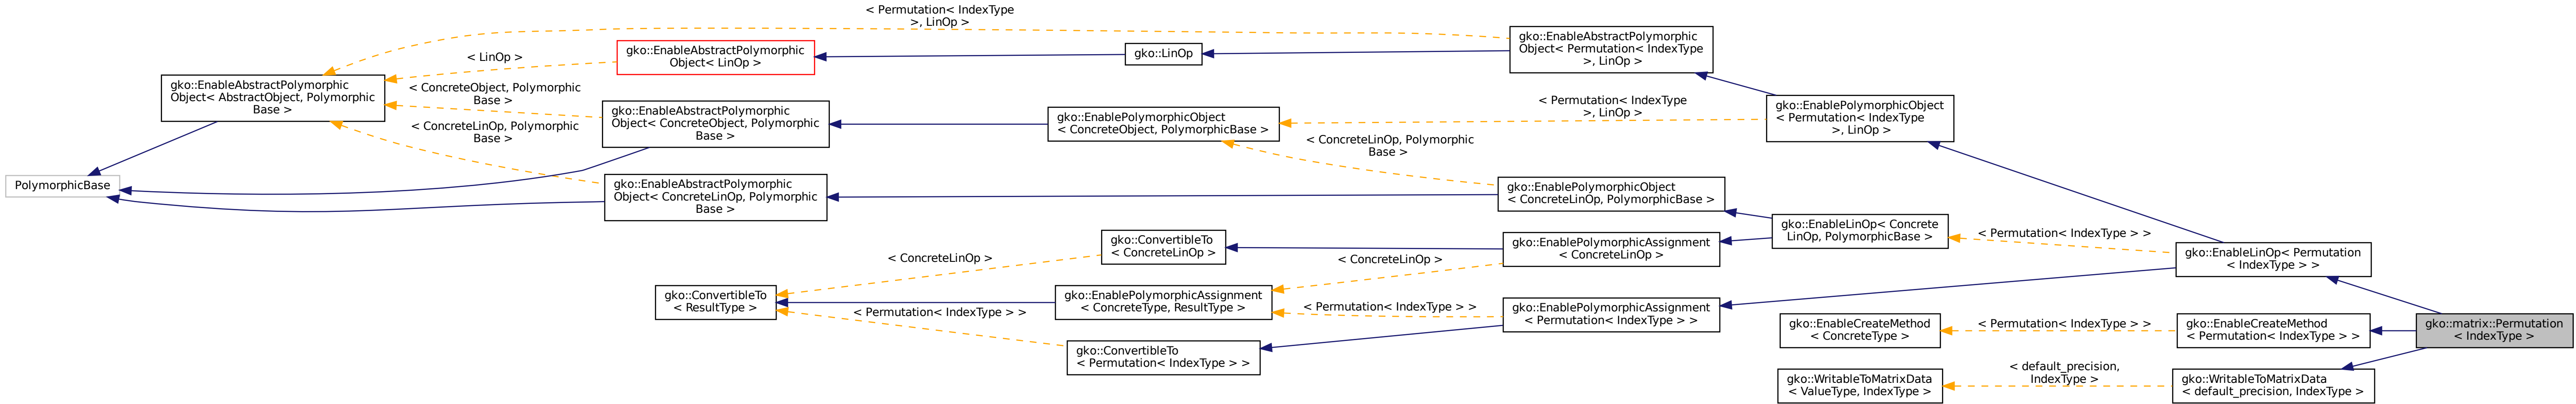 < Permutation< IndexType
>, LinOp >
gko::EnableAbstractPolymorphic
Object< Permutation< IndexType
>, LinOp >
< LinOp >
gko::EnableAbstractPolymorphic
Object< LinOp >
gko::LinOp
gko::EnableAbstractPolymorphic
Object< AbstractObject, Polymorphic
Base >
< ConcreteObject, Polymorphic
Base >
gko::EnableAbstractPolymorphic
Object< ConcreteObject, Polymorphic
Base >
gko::EnablePolymorphicObject
< ConcreteObject, PolymorphicBase >
< Permutation< IndexType
>, LinOp >
gko::EnablePolymorphicObject
< Permutation< IndexType
>, LinOp >
< ConcreteLinOp, Polymorphic
Base >
< ConcreteLinOp, Polymorphic
Base >
PolymorphicBase
gko::EnableAbstractPolymorphic
Object< ConcreteLinOp, Polymorphic
Base >
gko::EnablePolymorphicObject
< ConcreteLinOp, PolymorphicBase >
gko::EnableLinOp< Concrete
LinOp, PolymorphicBase >
< Permutation< IndexType > >
gko::EnableLinOp< Permutation
< IndexType > >
gko::ConvertibleTo
< ConcreteLinOp >
gko::EnablePolymorphicAssignment
< ConcreteLinOp >
< ConcreteLinOp >
< ConcreteLinOp >
gko::ConvertibleTo
< ResultType >
gko::EnablePolymorphicAssignment
< ConcreteType, ResultType >
< Permutation< IndexType > >
gko::EnablePolymorphicAssignment
< Permutation< IndexType > >
< Permutation< IndexType > >
gko::ConvertibleTo
< Permutation< IndexType > >
gko::EnableCreateMethod
< ConcreteType >
< Permutation< IndexType > >
gko::EnableCreateMethod
< Permutation< IndexType > >
gko::matrix::Permutation
< IndexType >
gko::WritableToMatrixData
< ValueType, IndexType >
< default_precision,
IndexType >
gko::WritableToMatrixData
< default_precision, IndexType >